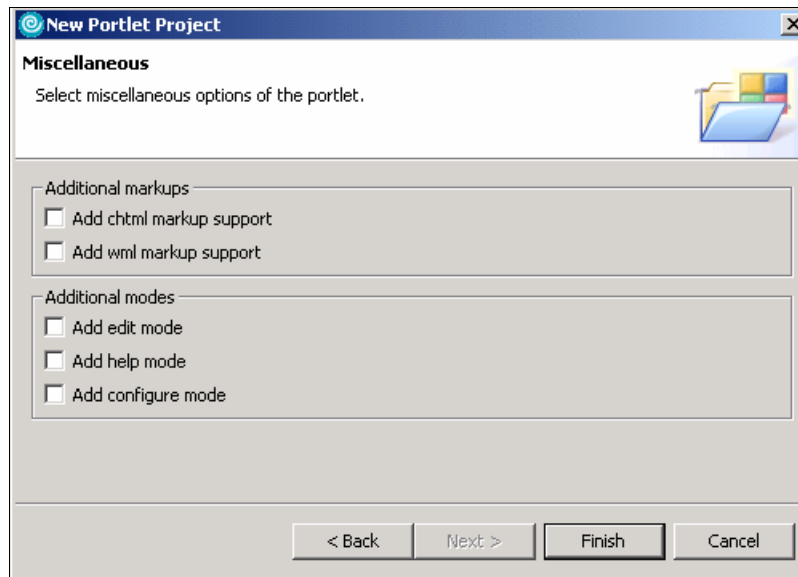 New Portlet Project
Miscellaneous
Select miscellaneous options of the portlet.
Additional markups
Add chtml markup support
Add wml markup support
Additional modes
Add edit mode
Add help mode
Add configure mode
< Back Next > Finish Cancel